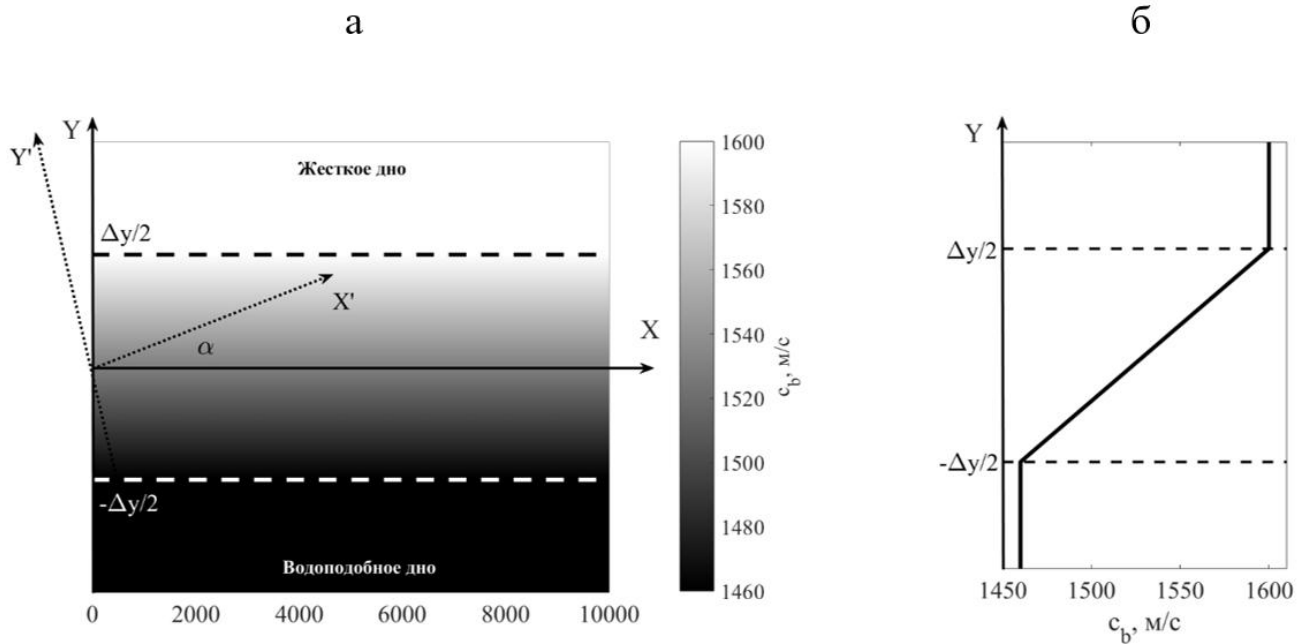 а
б
Y
Y'
Жесткое дно
Δy/2
X'
α
X
-Δy/2
Водоподобное дно
0 2000 4000 6000 8000 10000
1600
1580
1560
1540
1520
1500
1480
1460
c_b, м/с
Y
Δy/2
-Δy/2
1450 1500 1550 1600
c_b, м/с